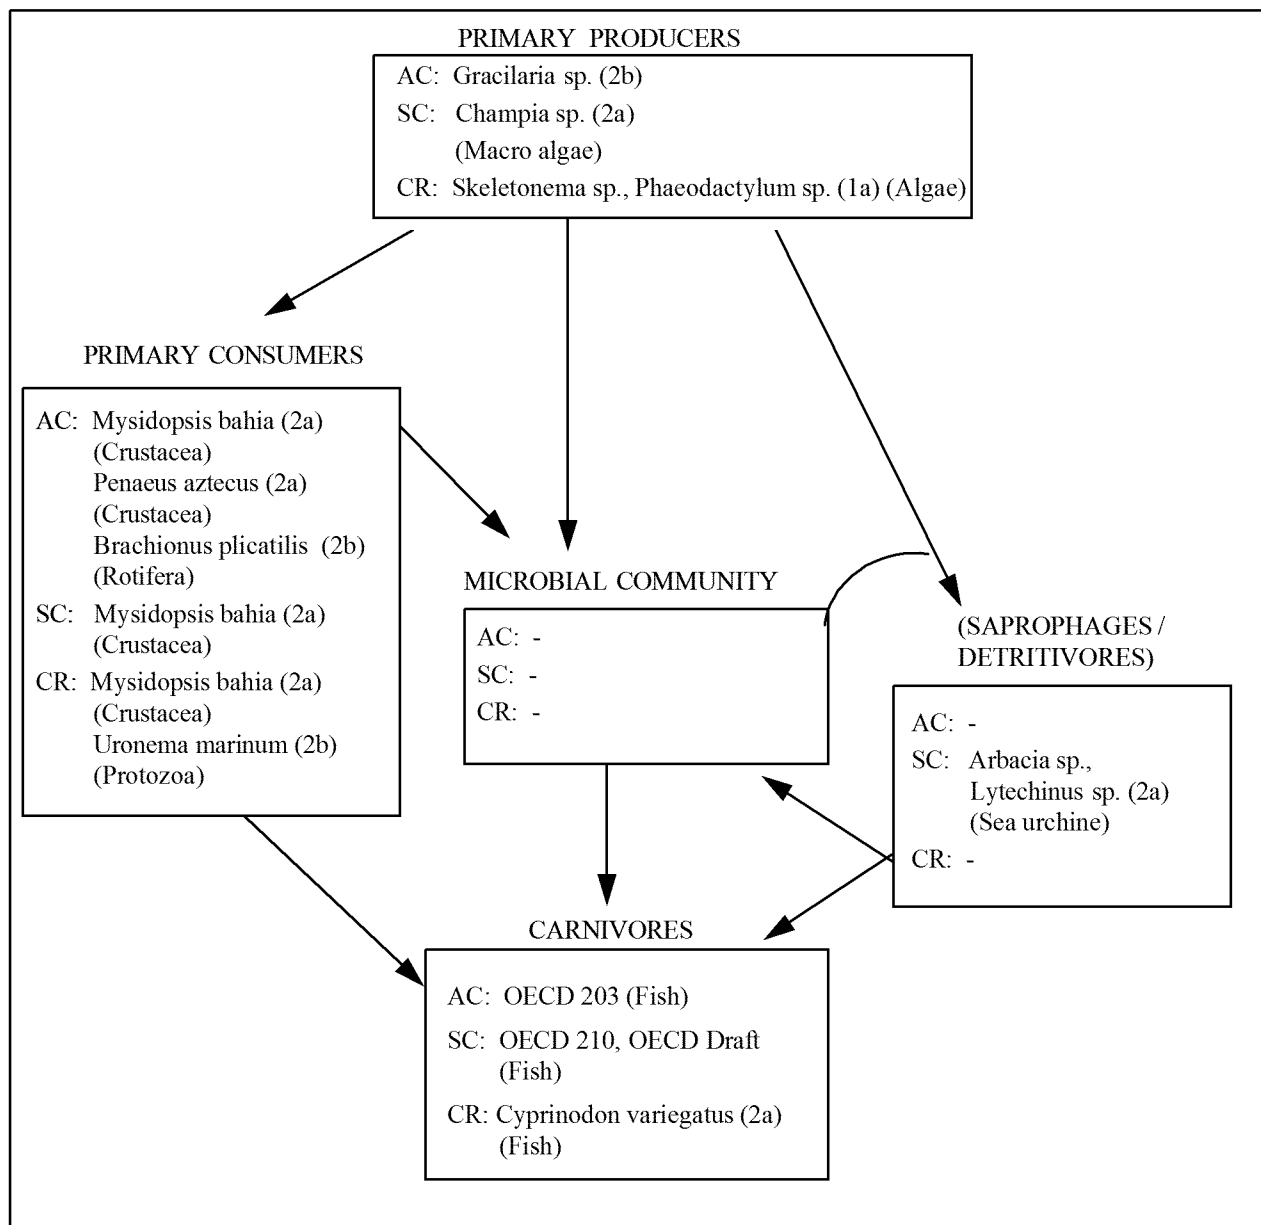 PRIMARY PRODUCERS
AC: Gracilaria sp. (2b)
SC: Champia sp. (2a)
(Macro algae)
CR: Skeletonema sp., Phaeodactylum sp. (1a) (Algae)
PRIMARY CONSUMERS
AC: Mysidopsis bahia (2a)
(Crustacea)
Penaeus aztecus (2a)
(Crustacea)
Brachionus plicatilis (2b)
(Rotifera)
SC: Mysidopsis bahia (2a)
(Crustacea)
CR: Mysidopsis bahia (2a)
(Crustacea)
Uronema marinum (2b)
(Protozoa)
MICROBIAL COMMUNITY
AC: -
SC: -
CR: -
(SAPROPHAGES /
DETRITIVORES)
AC: -
SC: Arbacia sp.,
Lytechinus sp. (2a)
(Sea urchine)
CR: -
CARNIVORES
AC: OECD 203 (Fish)
SC: OECD 210, OECD Draft
(Fish)
CR: Cyprinodon variegatus (2a)
(Fish)